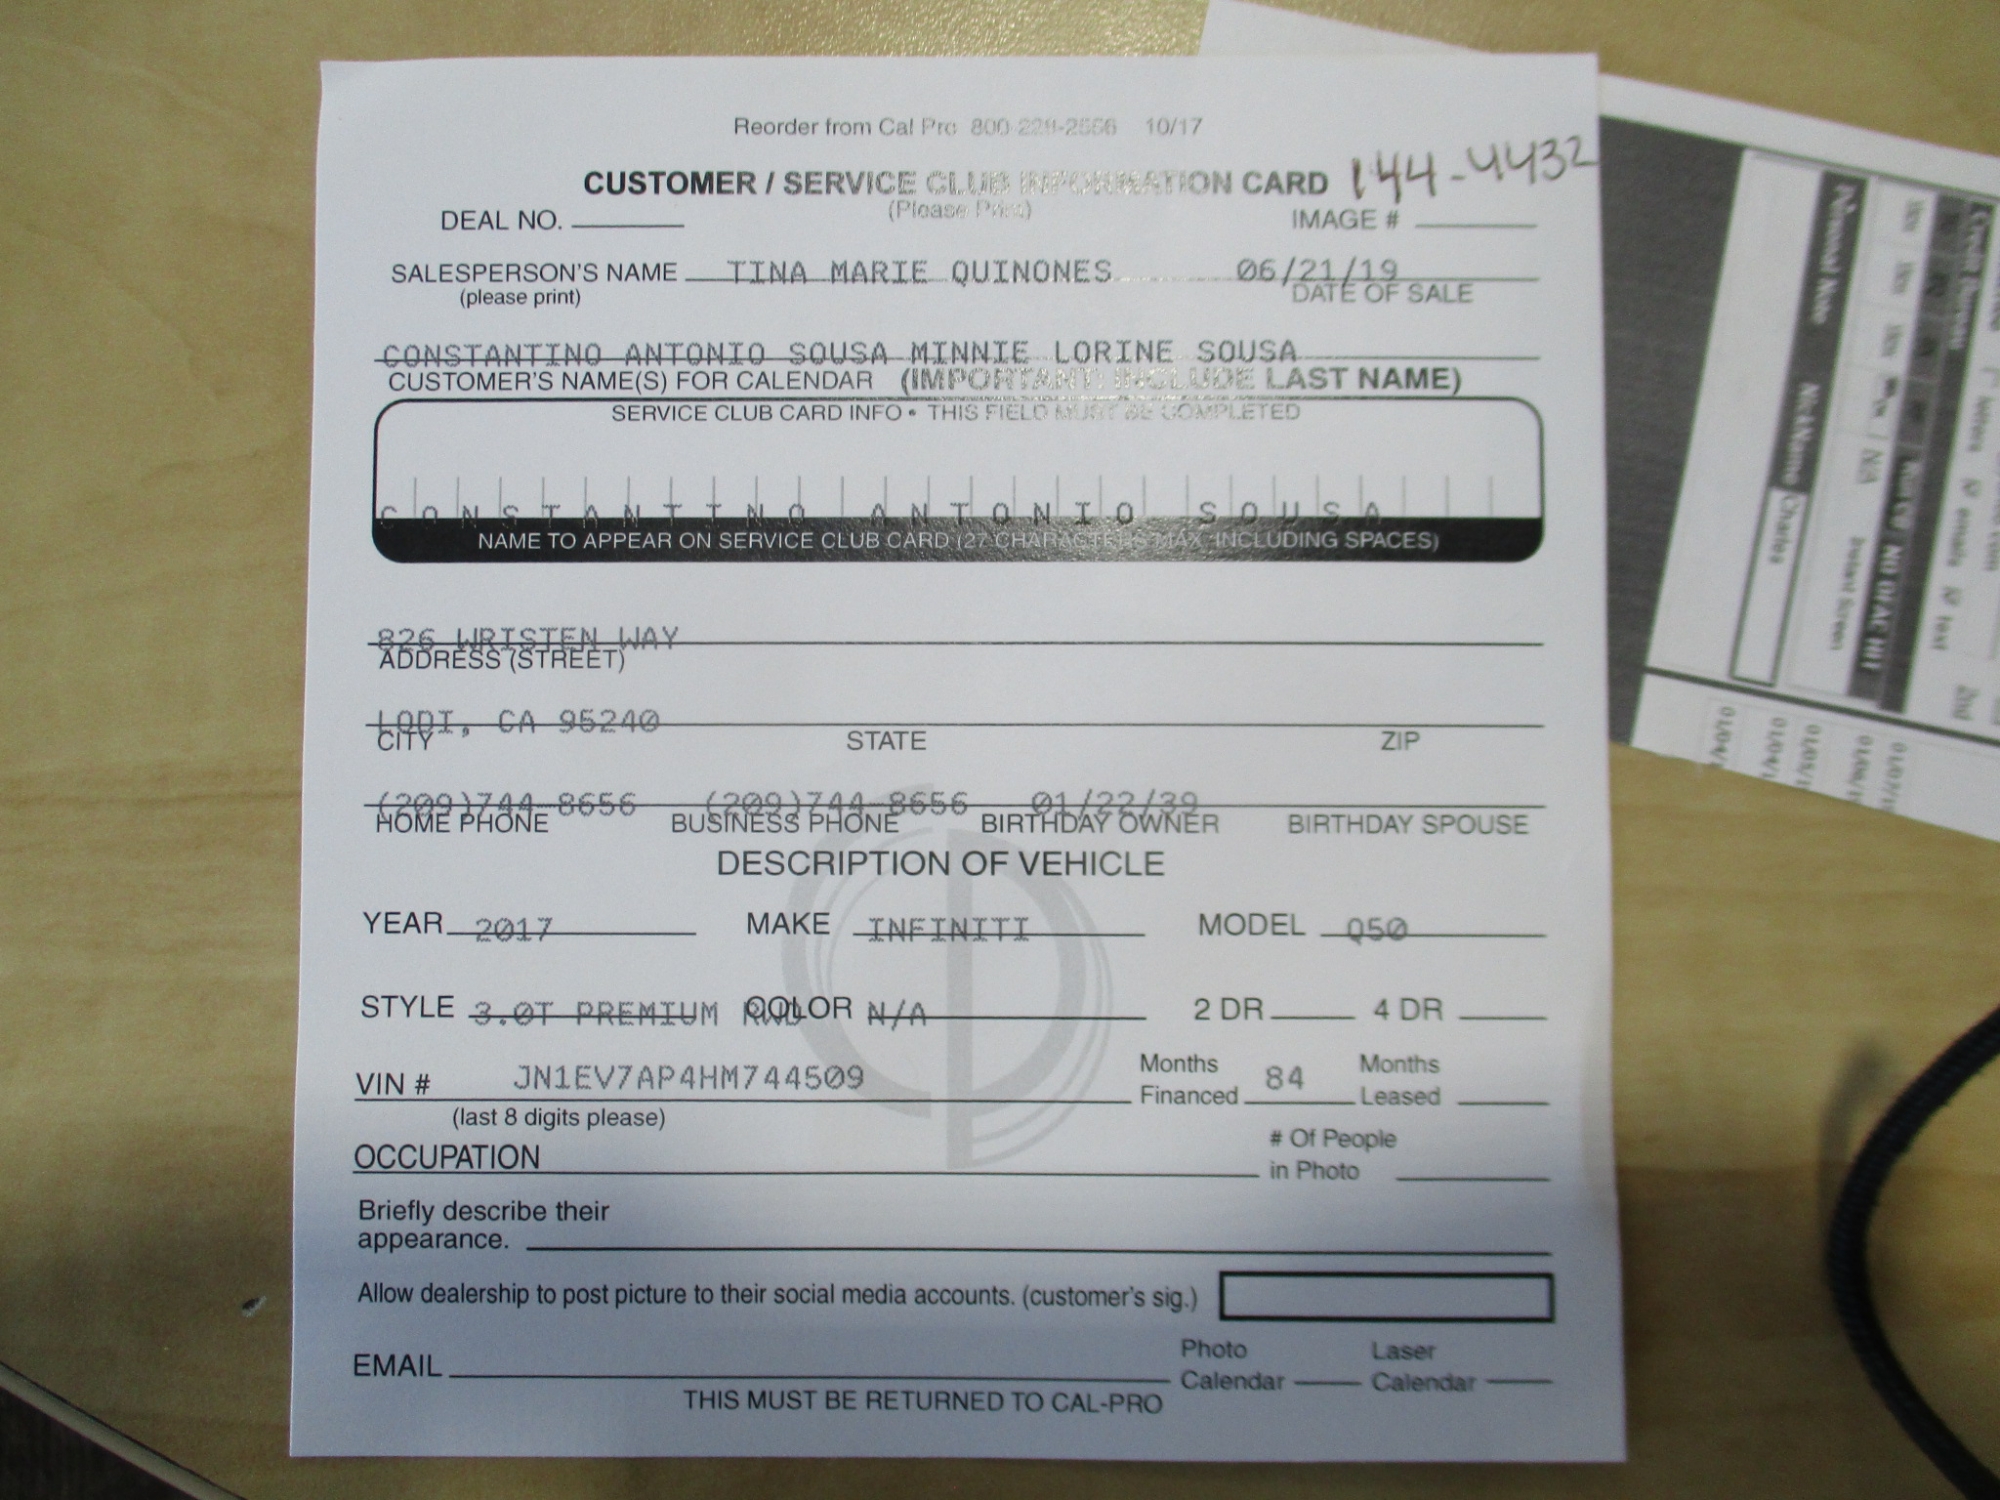 Reorder from Cal Pro 800-229-2556 10/17
CUSTOMER / SERVICE CLUB INFORMATION CARD 144-4432
(Please Print)
DEAL NO. IMAGE #
SALESPERSON'S NAME TINA MARIE QUINONES 06/21/19
(please print) DATE OF SALE
CONSTANTINO ANTONIO SOUSA MINNIE LORINE SOUSA
CUSTOMER'S NAME(S) FOR CALENDAR (IMPORTANT! INCLUDE LAST NAME)
SERVICE CLUB CARD INFO • THIS FIELD MUST BE COMPLETED
CONSTANTINO ANTONIO SOUSA
NAME TO APPEAR ON SERVICE CLUB CARD (27 CHARACTERS MAX. INCLUDING SPACES)
826 WRISTEN WAY
ADDRESS (STREET)
LODI, CA 95240
CITY STATE ZIP
(209)744-8656 (209)744-8656 01/22/39
HOME PHONE BUSINESS PHONE BIRTHDAY OWNER BIRTHDAY SPOUSE
DESCRIPTION OF VEHICLE
YEAR 2017 MAKE INFINITI MODEL Q50
STYLE 3.0T PREMIUM RWD COLOR N/A 2 DR 4 DR
VIN # JN1EV7AP4HM744509 Months Financed 84 Months Leased
(last 8 digits please)
OCCUPATION # Of People in Photo
Briefly describe their
appearance.
Allow dealership to post picture to their social media accounts. (customer's sig.)
EMAIL Photo Calendar Laser Calendar
THIS MUST BE RETURNED TO CAL-PRO
Personal Note
No Name
Charles
Instant Screen